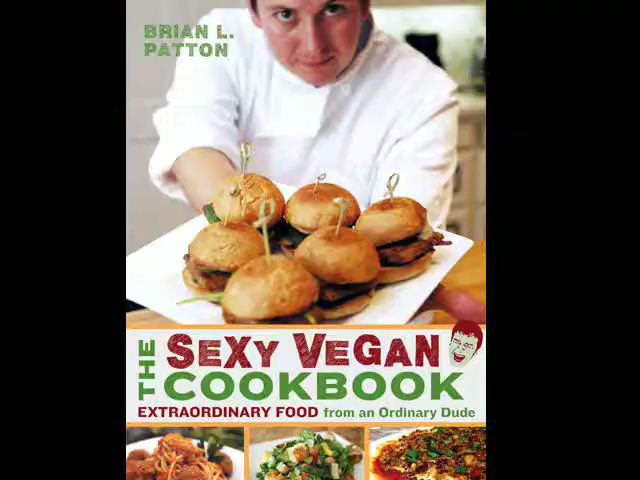 BRIAN L.
PATTON
THE SEXY VEGAN
COOKBOOK
EXTRAORDINARY FOOD from an Ordinary Dude